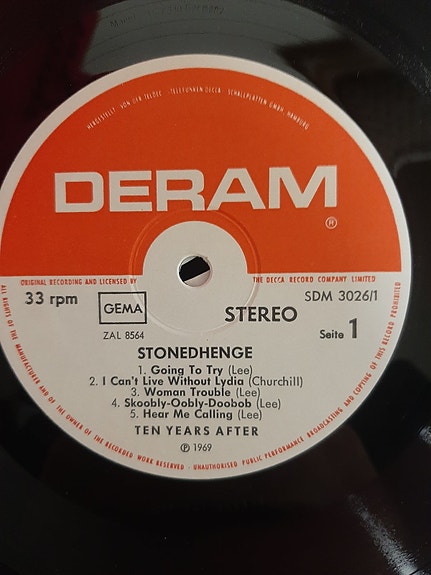 Made in Germany
HERGESTELLT VON DER TELDEC · TELEFUNKEN-DECCA · SCHALLPLATTEN GMBH, HAMBURG
DERAM
®
ORIGINAL RECORDING AND LICENSED BY THE DECCA RECORD COMPANY LIMITED
33 rpm
GEMA
STEREO
SDM 3026/1
ZAL 8564
Seite 1
STONEDHENGE
1. Going To Try (Lee)
2. I Can't Live Without Lydia (Churchill)
3. Woman Trouble (Lee)
4. Skoobly-Oobly-Doobob (Lee)
5. Hear Me Calling (Lee)
TEN YEARS AFTER
℗ 1969
ALL RIGHTS OF THE MANUFACTURER AND OF THE OWNER OF THE RECORDED WORK RESERVED · UNAUTHORISED PUBLIC PERFORMANCE BROADCASTING AND COPYING OF THIS RECORD PROHIBITED